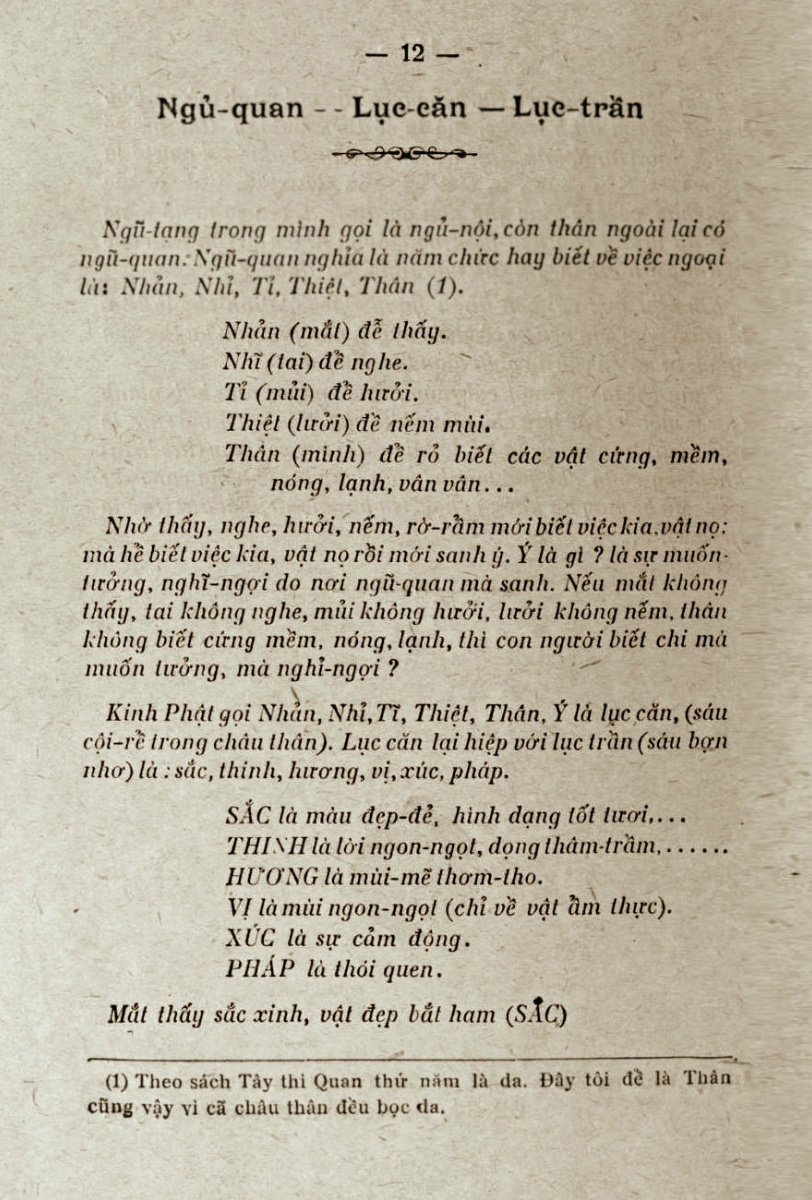 — 12 —
Ngủ-quan -- Lục-căn — Lục-trần
Ngũ-tạng trong mình gọi là ngủ-nội, còn thân ngoài lại có
ngũ-quan. Ngũ-quan nghỉa là năm chức hay biết về việc ngoại
là: Nhản, Nhỉ, Tỉ, Thiệt, Thân (1).
Nhản (mắt) để thấy.
Nhĩ (tai) để nghe.
Tỉ (mủi) để hưởi.
Thiệt (lưởi) để nếm mùi.
Thân (mình) để rỏ biết các vật cứng, mềm,
nóng, lạnh, vân vân...
Nhờ thấy, nghe, hưởi, nếm, rờ-rầm mới biết việc kia, vật nọ:
mà hể biết việc kia, vật nọ rồi mới sanh ý. Ý là gì ? là sự muốn-
tưởng, nghĩ-ngợi do nơi ngũ-quan mà sanh. Nếu mắt không
thấy, tai không nghe, mủi không hưởi, lưởi không nếm, thân
không biết cứng mềm, nóng, lạnh, thì con người biết chi mà
muốn tưởng, mà nghỉ-ngợi ?
Kinh Phật gọi Nhản, Nhỉ, Tĩ, Thiệt, Thân, Ý là lục căn, (sáu
cội-rể trong châu thân). Lục căn lại hiệp với lục trần (sáu bợn
nhơ) là : sắc, thinh, hương, vị, xúc, pháp.
SẮC là màu đẹp-đẻ, hình dạng tốt tươi,...
THINH là lời ngon-ngọt, dọng thâm-trầm,......
HƯƠNG là mùi-mẽ thơm-tho.
VỊ là mùi ngon-ngọt (chỉ về vật ẩm thực).
XÚC là sự cảm động.
PHÁP là thói quen.
Mắt thấy sắc xinh, vật đẹp bắt ham (SẮC)
(1) Theo sách Tây thì Quan thứ năm là da. Đây tôi để là Thân
cũng vậy vì cã châu thân đều bọc da.